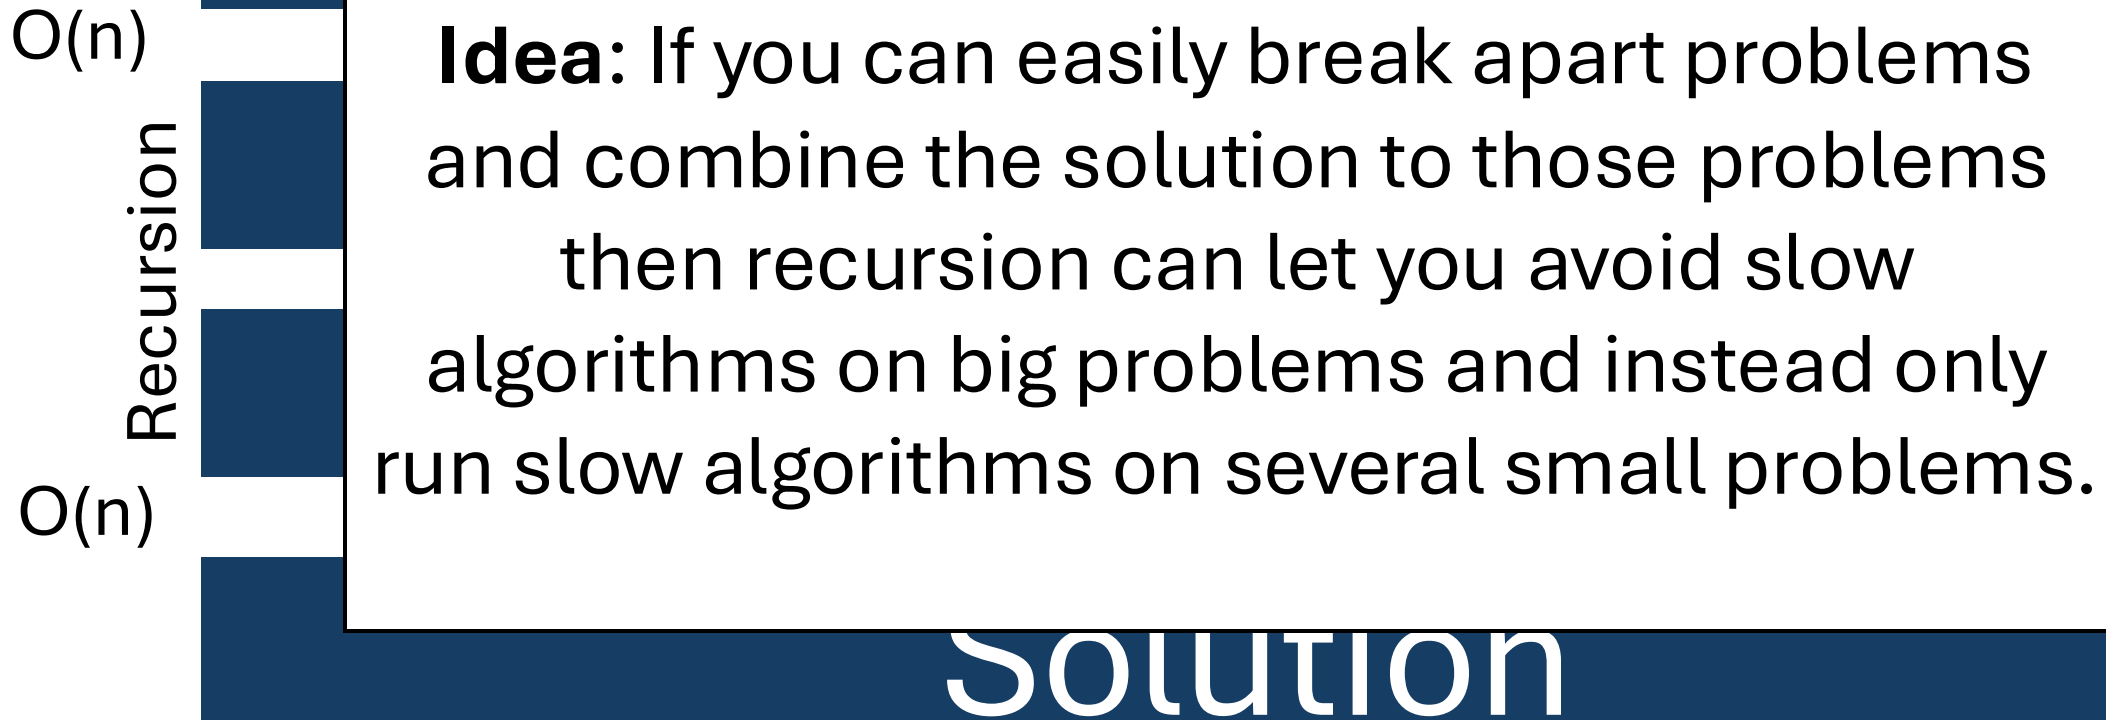 O(n)
Recursion
O(n)
Idea: If you can easily break apart problems
and combine the solution to those problems
then recursion can let you avoid slow
algorithms on big problems and instead only
run slow algorithms on several small problems.
Solution